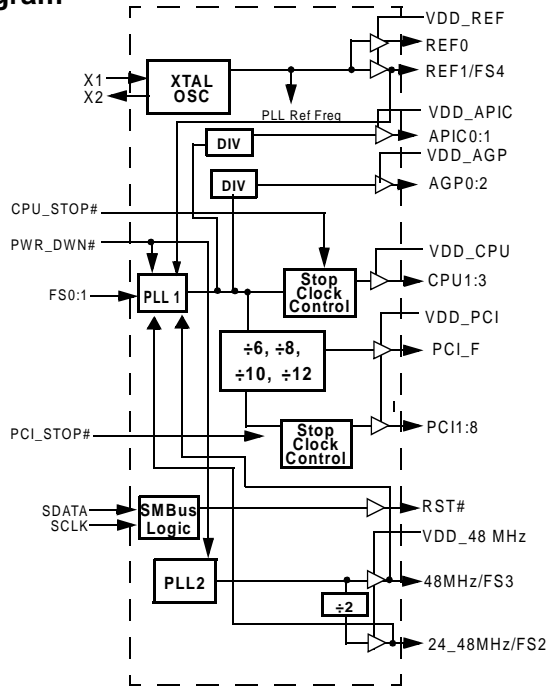 gram
VDD_REF
REF0
X1
XTAL
OSC
REF1/FS4
X2
PLL Ref Freq
VDD_APIC
DIV
APIC0:1
VDD_AGP
DIV
AGP0:2
CPU_STOP#
PWR_DWN#
VDD_CPU
FS0:1
PLL 1
Stop
Clock
Control
CPU1:3
VDD_PCI
÷6, ÷8,
÷10, ÷12
PCI_F
PCI_STOP#
Stop
Clock
Control
PCI1:8
SDATA
SCLK
SMBus
Logic
RST#
VDD_48 MHz
PLL2
48MHz/FS3
÷2
24_48MHz/FS2